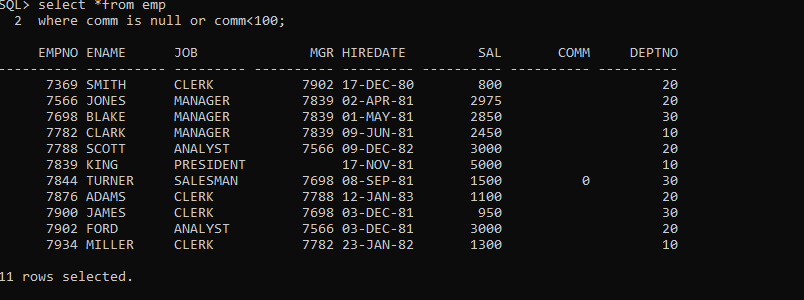 SQL> select *from emp
  2  where comm is null or comm<100;

     EMPNO ENAME      JOB              MGR HIREDATE         SAL       COMM     DEPTNO
---------- ---------- --------- ---------- --------- ---------- ---------- ----------
      7369 SMITH      CLERK           7902 17-DEC-80        800                    20
      7566 JONES      MANAGER         7839 02-APR-81       2975                    20
      7698 BLAKE      MANAGER         7839 01-MAY-81       2850                    30
      7782 CLARK      MANAGER         7839 09-JUN-81       2450                    10
      7788 SCOTT      ANALYST         7566 09-DEC-82       3000                    20
      7839 KING       PRESIDENT            17-NOV-81       5000                    10
      7844 TURNER     SALESMAN        7698 08-SEP-81       1500          0         30
      7876 ADAMS      CLERK           7788 12-JAN-83       1100                    20
      7900 JAMES      CLERK           7698 03-DEC-81        950                    30
      7902 FORD       ANALYST         7566 03-DEC-81       3000                    20
      7934 MILLER     CLERK           7782 23-JAN-82       1300                    10

11 rows selected.